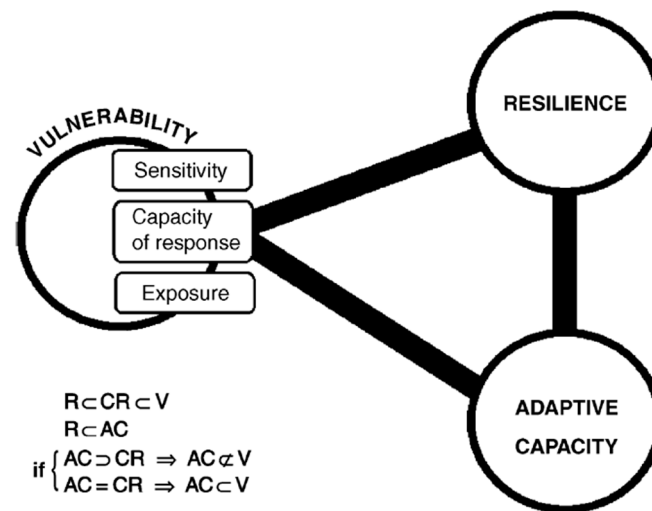 VULNERABILITY
Sensitivity
Capacity
of response
Exposure
RESILIENCE
ADAPTIVE
CAPACITY
R⊂CR⊂V
R⊂AC
if { AC⊃CR ⇒ AC⊄V
AC=CR ⇒ AC⊂V